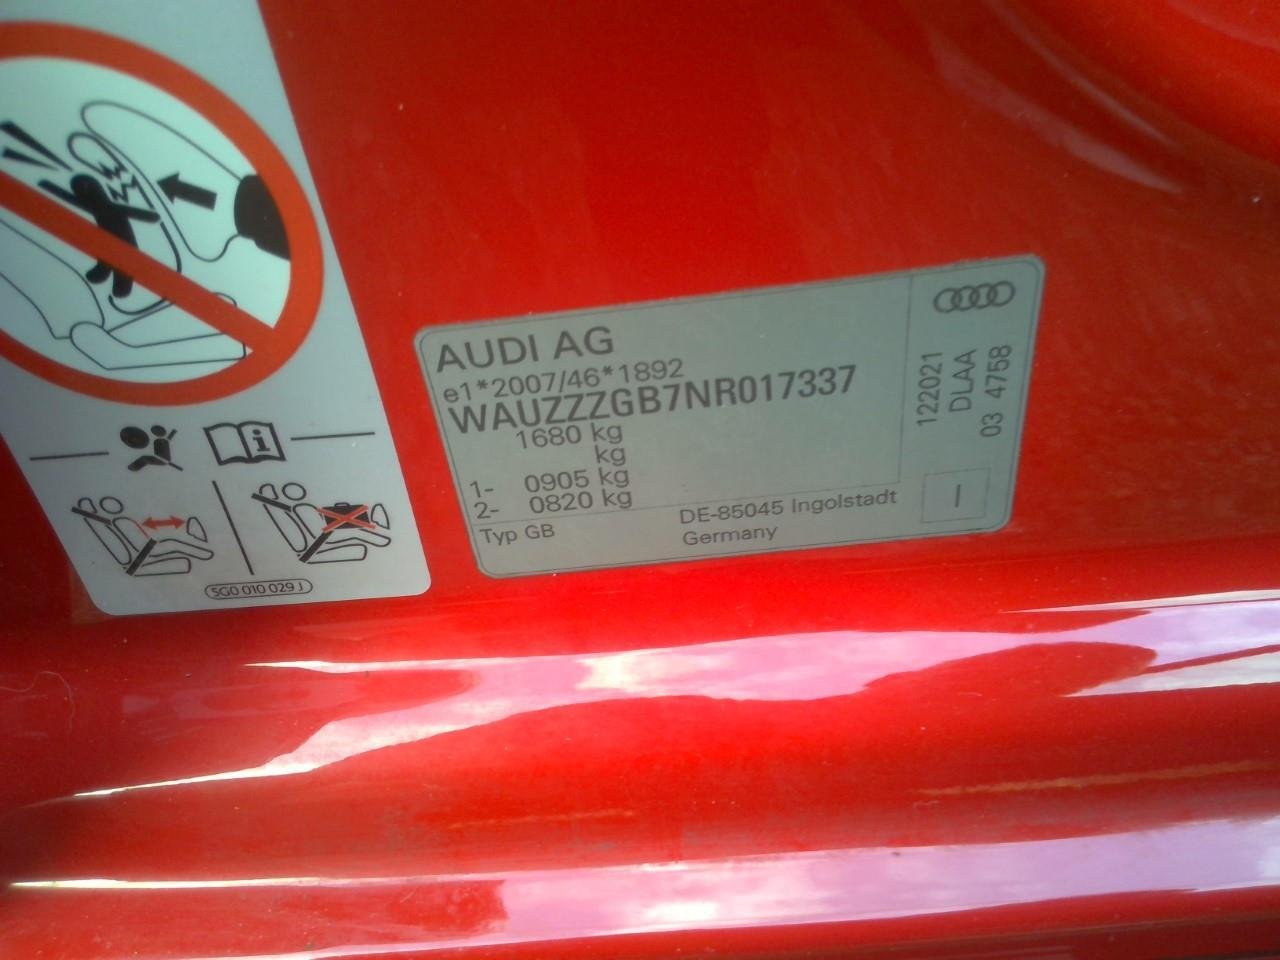 AUDI AG
e1*2007/46*1892
WAUZZZGB7NR017337
1680 kg
kg
1- 0905 kg
2- 0820 kg
Typ GB
DE-85045 Ingolstadt
Germany
122021
DLAA
03 4758
I
i
5G0 010 029 J